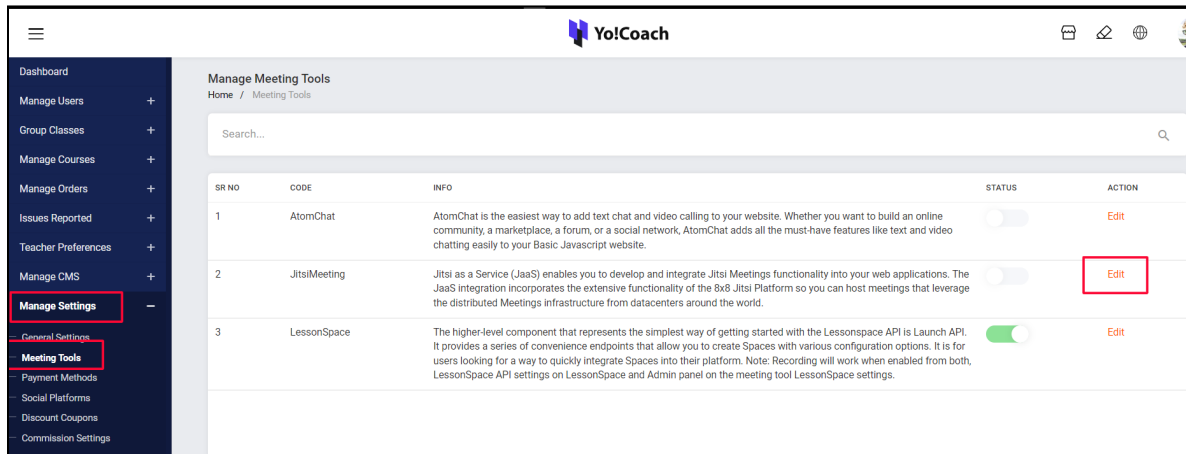 Yo!Coach
Dashboard
Manage Users
Group Classes
Manage Courses
Manage Orders
Issues Reported
Teacher Preferences
Manage CMS
Manage Settings
General Settings
Meeting Tools
Payment Methods
Social Platforms
Discount Coupons
Commission Settings
Manage Meeting Tools
Home / Meeting Tools
Search...
SR NO CODE INFO STATUS ACTION
1 AtomChat AtomChat is the easiest way to add text chat and video calling to your website. Whether you want to build an online Edit
community, a marketplace, a forum, or a social network, AtomChat adds all the must-have features like text and video
chatting easily to your Basic Javascript website.
2 JitsiMeeting Jitsi as a Service (JaaS) enables you to develop and integrate Jitsi Meetings functionality into your web applications. The Edit
JaaS integration incorporates the extensive functionality of the 8x8 Jitsi Platform so you can host meetings that leverage
the distributed Meetings infrastructure from datacenters around the world.
3 LessonSpace The higher-level component that represents the simplest way of getting started with the Lessonspace API is Launch API. Edit
It provides a series of convenience endpoints that allow you to create Spaces with various configuration options. It is for
users looking for a way to quickly integrate Spaces into their platform. Note: Recording will work when enabled from both,
LessonSpace API settings on LessonSpace and Admin panel on the meeting tool LessonSpace settings.